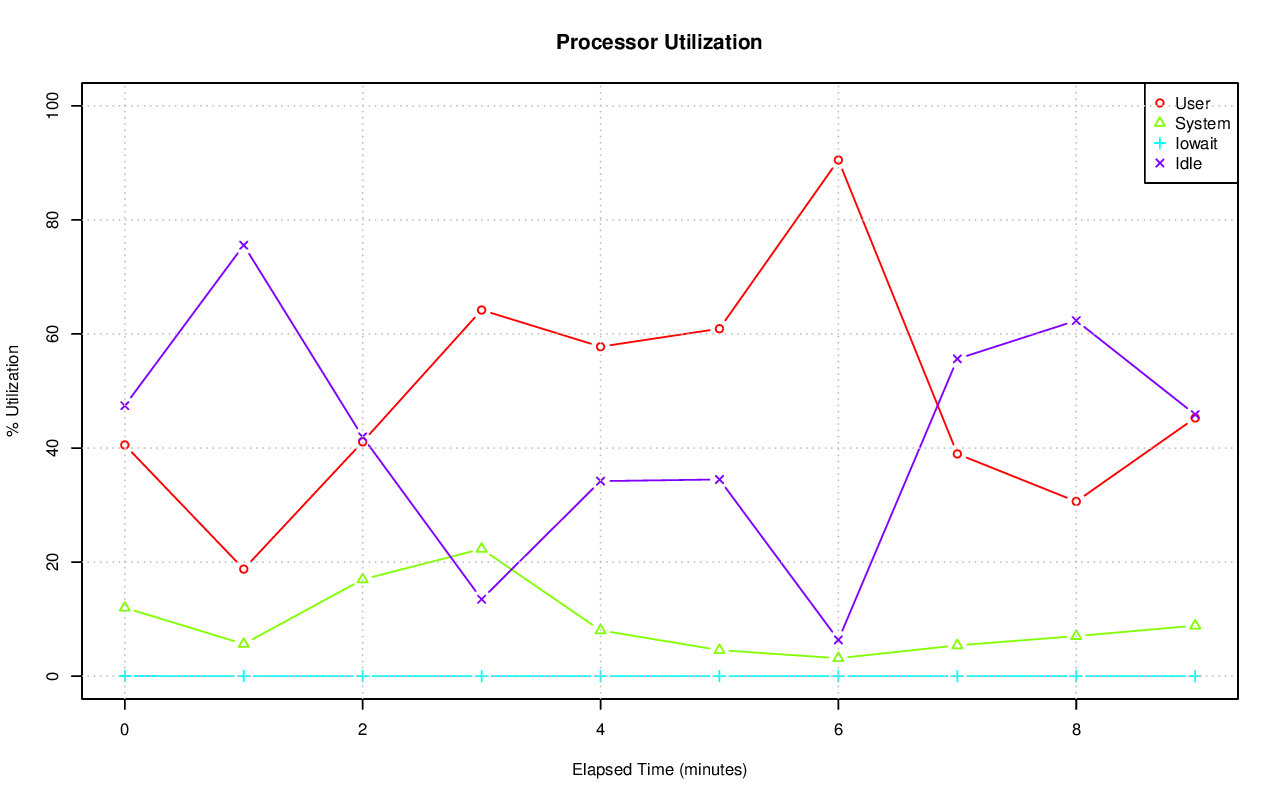 Processor Utilization
User
System
Iowait
Idle
% Utilization
100
80
60
40
20
0
0 2 4 6 8
Elapsed Time (minutes)